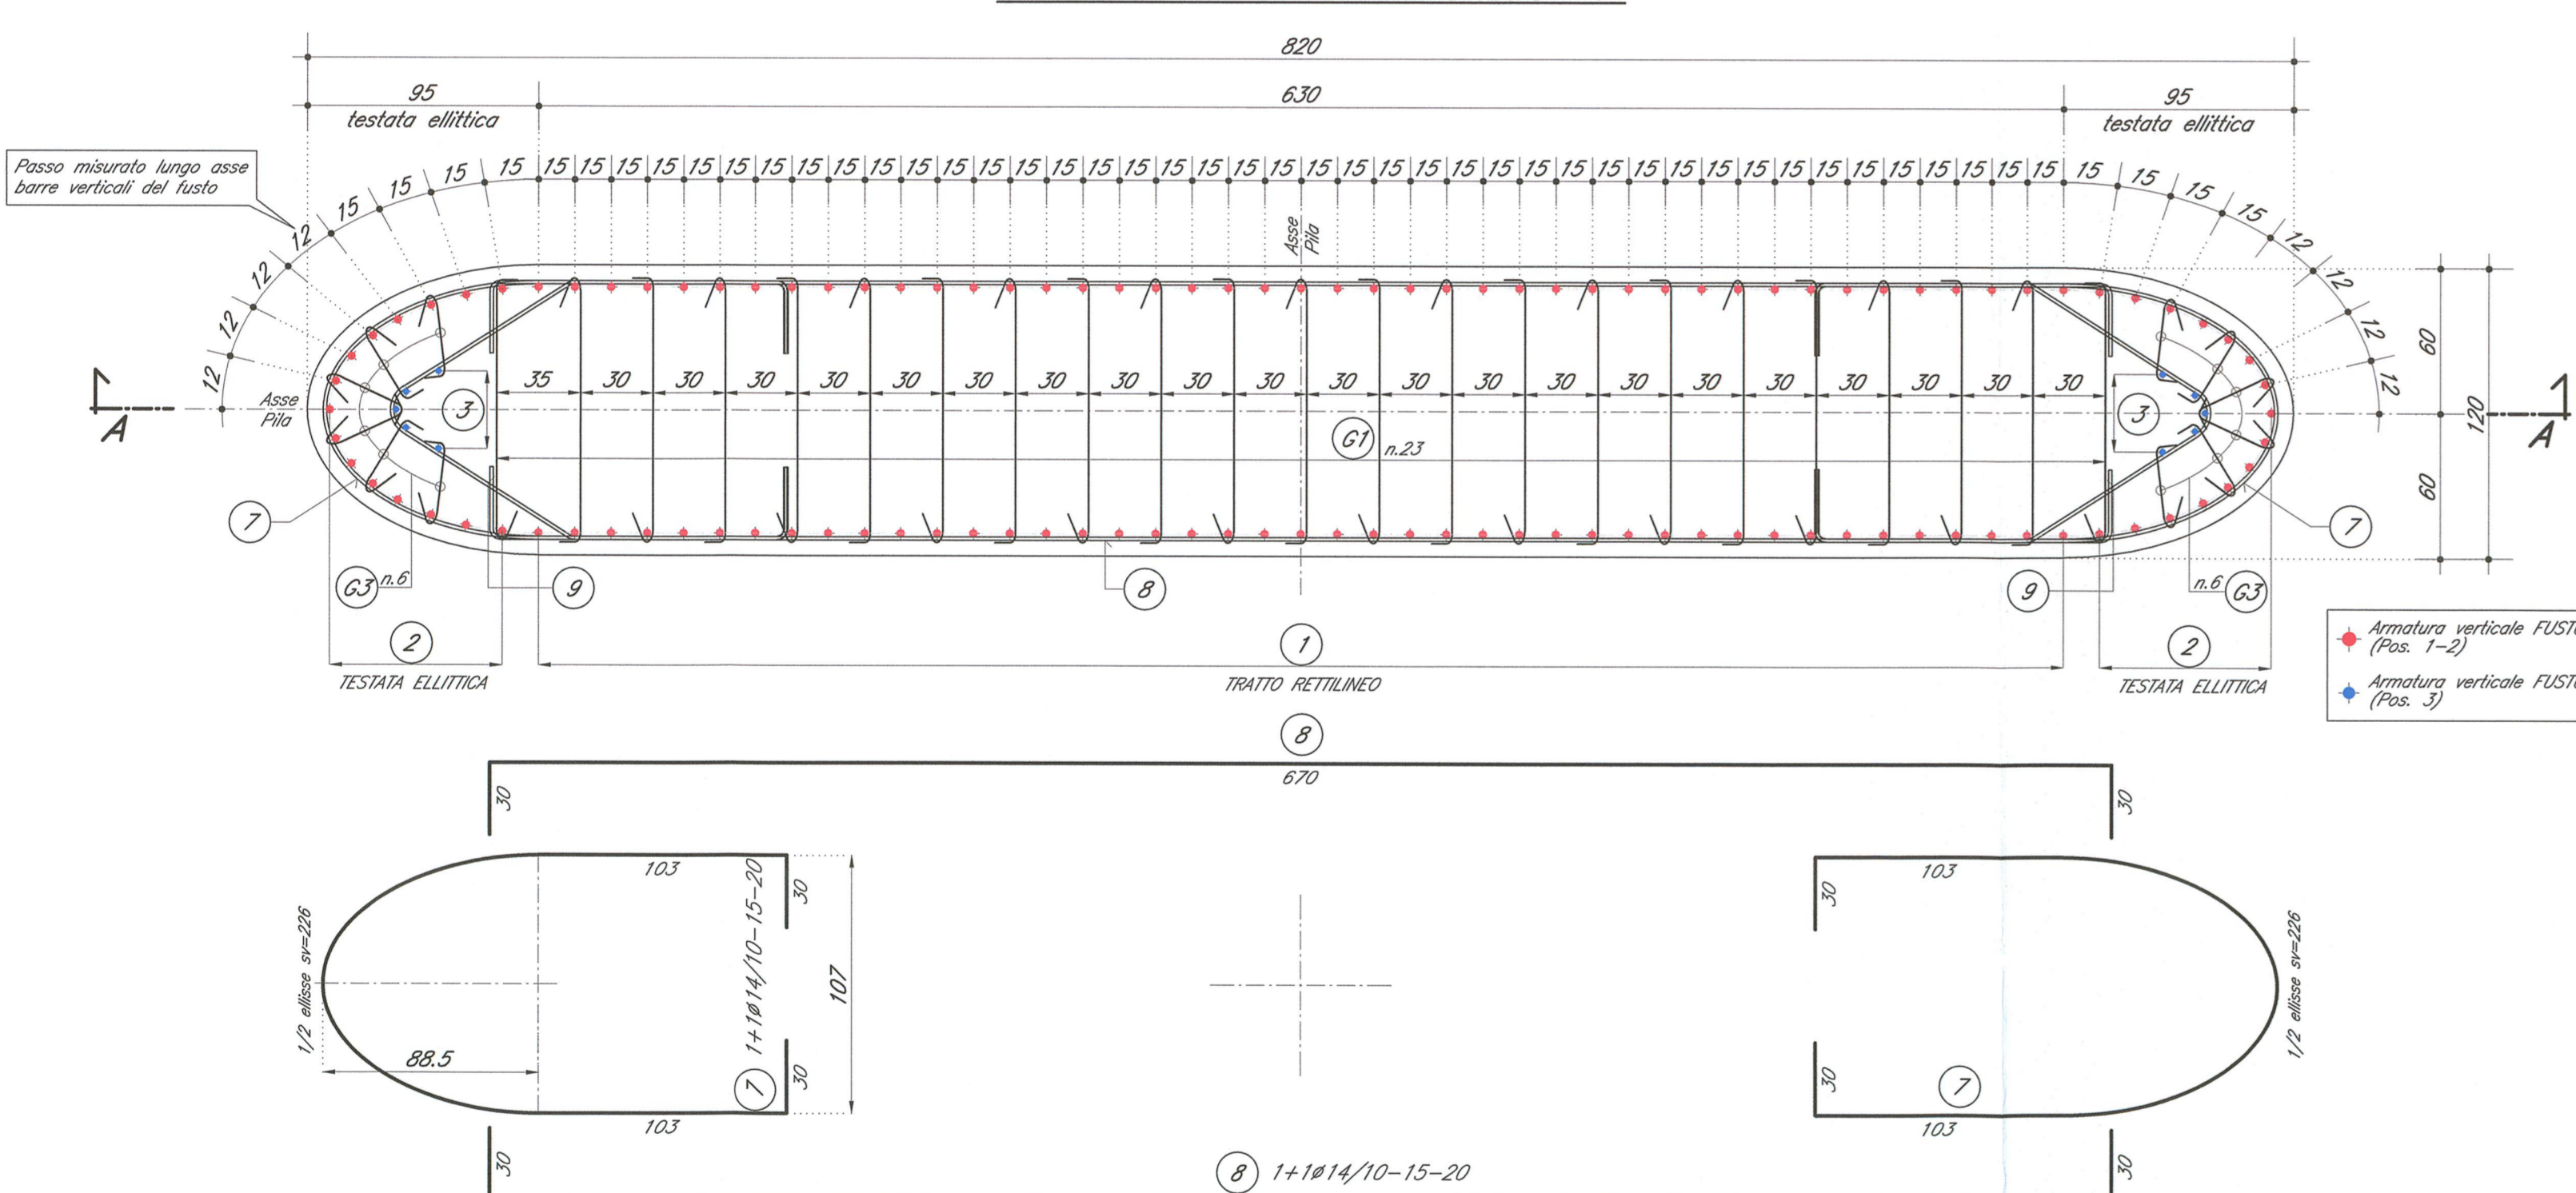 820
95
630
95
testata ellittica
testata ellittica
Passo misurato lungo asse
barre verticali del fusto
12 12 12 12 15 15 15 15 15 15 15 15 15 15 15 15 15 15 15 15 15 15 15 15 15 15 15 15 15 15 15 15 15 15 15 15 15 15 15 15 15 15 15 15 15 15 15 15 15 15 15 15 15 15 12 12 12 12
Asse
Pila
35 30 30 30 30 30 30 30 30 30 30 30 30 30 30 30 30 30 30 30 30 30
A
Asse
Pila
3
G1 n.23
3
60
120
60
A
7
7
G3 n.6
9
8
9
n.6 G3
2
1
2
TESTATA ELLITTICA
TRATTO RETTILINEO
TESTATA ELLITTICA
Armatura verticale FUST
(Pos. 1-2)
Armatura verticale FUST
(Pos. 3)
8
670
30
30
103
30
103
30
1/2 ellisse sv=226
7 1+1ø14/10-15-20
107
1/2 ellisse sv=226
88.5
30
30
7
103
103
30
8 1+1ø14/10-15-20
30